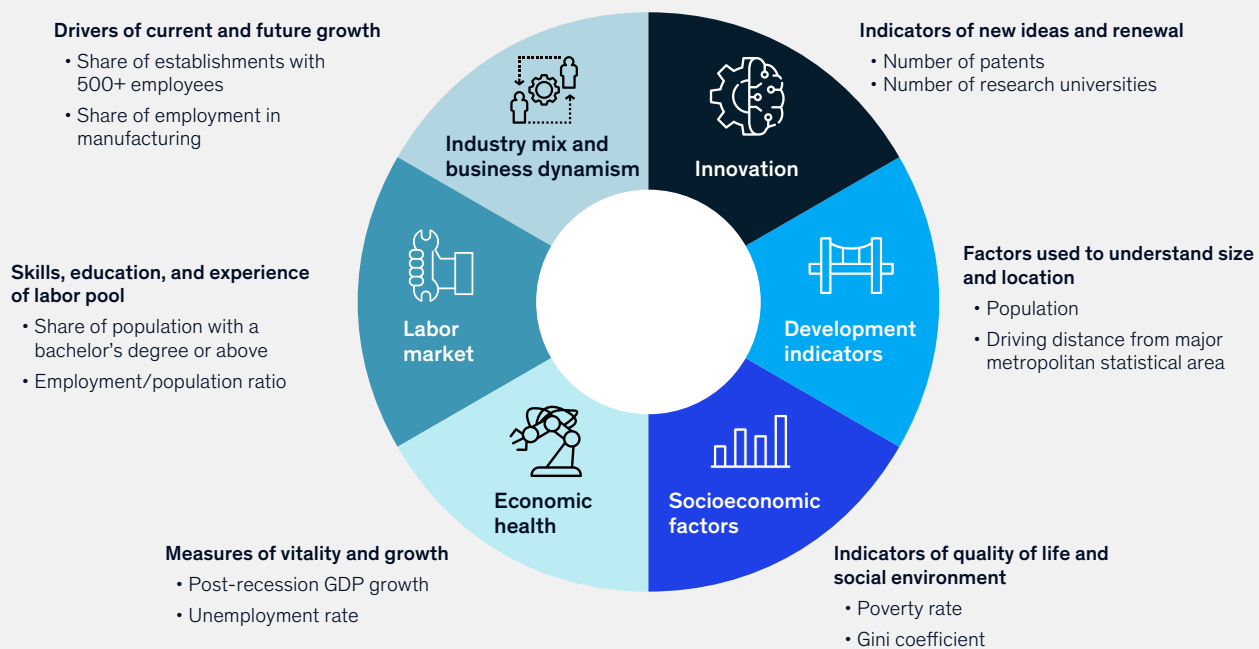 Drivers of current and future growth
• Share of establishments with
500+ employees
• Share of employment in
manufacturing
Industry mix and
business dynamism
Innovation
Indicators of new ideas and renewal
• Number of patents
• Number of research universities
Skills, education, and experience
of labor pool
• Share of population with a
bachelor’s degree or above
• Employment/population ratio
Labor
market
Development
indicators
Factors used to understand size
and location
• Population
• Driving distance from major
metropolitan statistical area
Economic
health
Socioeconomic
factors
Measures of vitality and growth
• Post-recession GDP growth
• Unemployment rate
Indicators of quality of life and
social environment
• Poverty rate
• Gini coefficient